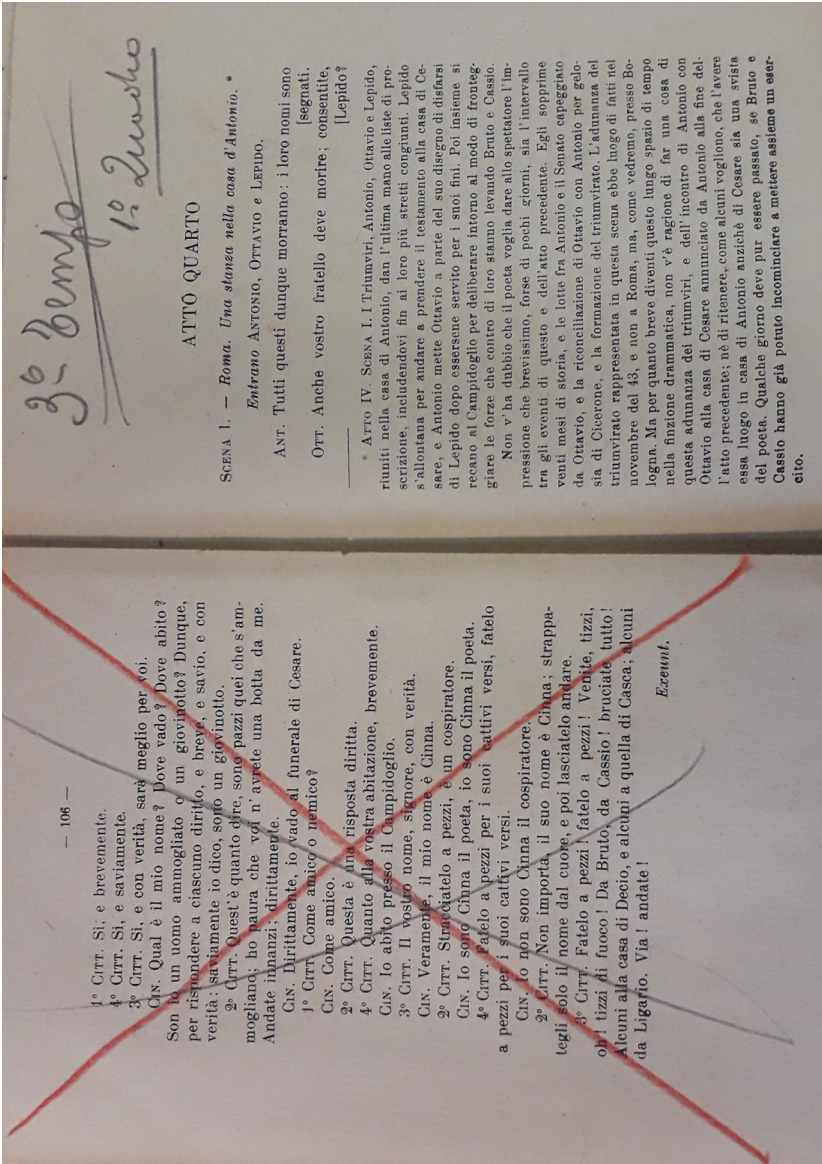 — 106 —
1º CITT. Sì, e brevemente.
4º CITT. Sì, e saviamente.
3º CITT. Sì, e con verità, sarà meglio per voi.
CIN. Qual è il mio nome? Dove vado? Dove abito?
Son io un uomo ammogliato o un giovinotto? Dunque,
per rispondere a ciascuno diritto, e breve, e savio, e con
verità: saviamente io dico, sono un giovinotto.
2º CITT. Quest'è quanto dire, sono pazzi quei che s'am-
mogliano; ho paura che voi n'avrete una botta da me.
Andate innanzi; dirittamente.
CIN. Dirittamente, io vado al funerale di Cesare.
1º CITT. Come amico o nemico?
CIN. Come amico.
2º CITT. Questa è una risposta diritta.
4º CITT. Quanto alla vostra abitazione, brevemente.
CIN. Io abito presso il Campidoglio.
3º CITT. Il vostro nome, signore, con verità.
CIN. Veramente, il mio nome è Cinna.
2º CITT. Stracciatelo a pezzi, è un cospiratore.
CIN. Io sono Cinna il poeta, io sono Cinna il poeta.
4º CITT. Fatelo a pezzi per i suoi cattivi versi, fatelo
a pezzi per i suoi cattivi versi.
CIN. Io non sono Cinna il cospiratore.
2º CITT. Non importa, il suo nome è Cinna; strappa-
tegli solo il nome dal cuore, e poi lasciatelo andare.
3º CITT. Fatelo a pezzi! fatelo a pezzi! Venite, tizzi,
oh! tizzi di fuoco! Da Bruto, da Cassio! bruciate tutto!
Alcuni alla casa di Decio, e alcuni a quella di Casca; alcuni
da Ligario. Via! andate!
Exeunt.
3º Tempo
1º Quadro
ATTO QUARTO
SCENA I. — Roma. Una stanza nella casa d'Antonio. *
Entrano ANTONIO, OTTAVIO e LEPIDO.
ANT. Tutti questi dunque morranno: i loro nomi sono
[segnati.
OTT. Anche vostro fratello deve morire; consentite,
[Lepido?
* ATTO IV. SCENA I. I Triumviri, Antonio, Ottavio e Lepido,
riuniti nella casa di Antonio, dan l'ultima mano alle liste di pro-
scrizione, includendovi fin ai loro più stretti congiunti. Lepido
s'allontana per andare a prendere il testamento alla casa di Ce-
sare, e Antonio mette Ottavio a parte del suo disegno di disfarsi
di Lepido dopo essersene servito per i suoi fini. Poi insieme si
recano al Campidoglio per deliberare intorno al modo di fronteg-
giare le forze che contro di loro stanno levando Bruto e Cassio.
Non v'ha dubbio che il poeta voglia dare allo spettatore l'im-
pressione che brevissimo, forse di pochi giorni, sia l'intervallo
tra gli eventi di questo e dell'atto precedente. Egli sopprime
venti mesi di storia, e le lotte fra Antonio e il Senato capeggiato
da Ottavio, e la riconciliazione di Ottavio con Antonio per gelo-
sia di Cicerone, e la formazione del triumvirato. L'adunanza del
triumvirato rappresentata in questa scena ebbe luogo di fatti nel
novembre del 43, e non a Roma, ma, come vedremo, presso Bo-
logna. Ma per quanto breve diventi questo lungo spazio di tempo
nella finzione drammatica, non v'è ragione di far una cosa di
questa adunanza dei triumviri, e dell'incontro di Antonio con
Ottavio alla casa di Cesare annunciato da Antonio alla fine del-
l'atto precedente; nè di ritenere, come alcuni vogliono, che l'avere
essa luogo in casa di Antonio anzichè di Cesare sia una svista
del poeta. Qualche giorno deve pur essere passato, se Bruto e
Cassio hanno già potuto incominciare a mettere assieme un eser-
cito.